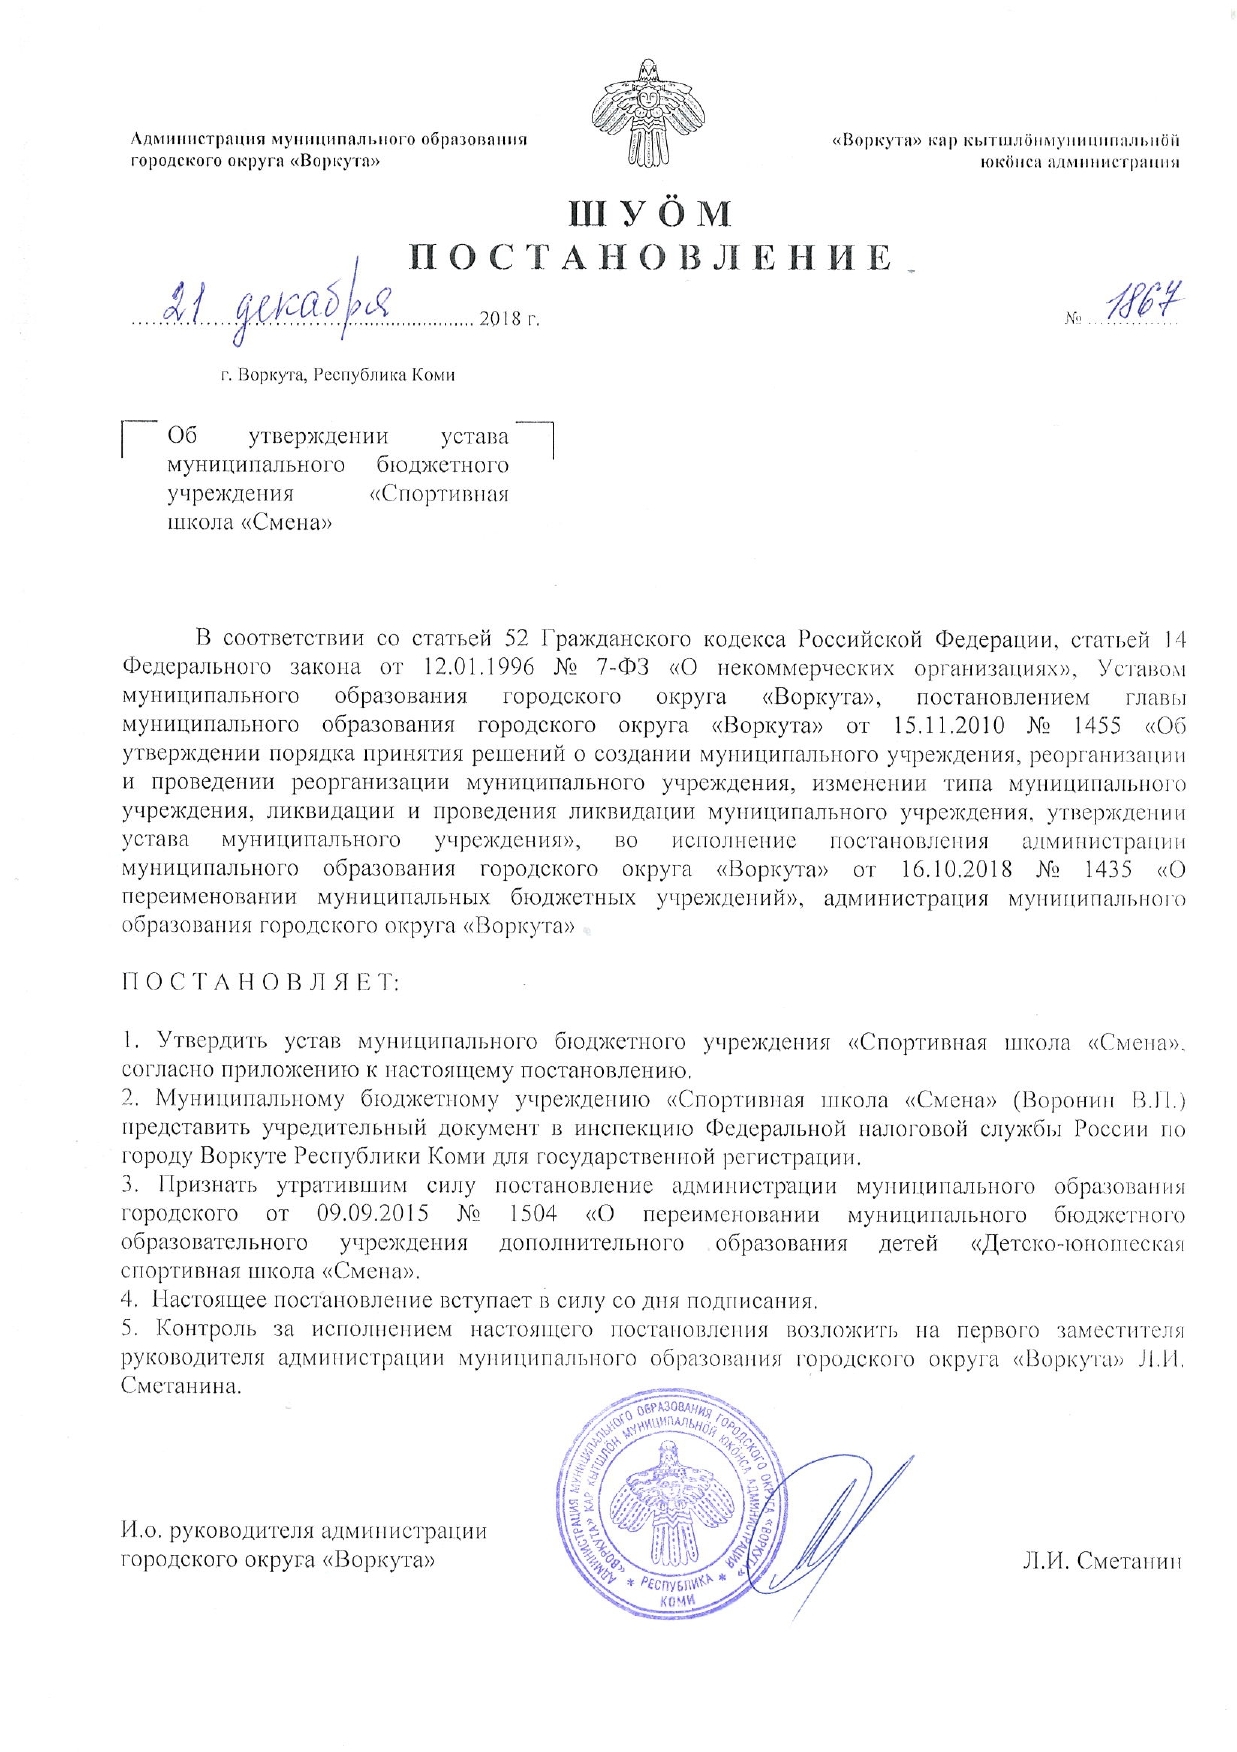 Администрация муниципального образования
городского округа «Воркута»
«Воркута» кар кытшлöнмуниципальнöй
юкöнса администрация
ШУÖМ
ПОСТАНОВЛЕНИЕ
21 декабря 2018 г.
№ 1867
г. Воркута, Республика Коми
Об утверждении устава
муниципального бюджетного
учреждения «Спортивная
школа «Смена»
В соответствии со статьей 52 Гражданского кодекса Российской Федерации, статьей 14
Федерального закона от 12.01.1996 № 7-ФЗ «О некоммерческих организациях», Уставом
муниципального образования городского округа «Воркута», постановлением главы
муниципального образования городского округа «Воркута» от 15.11.2010 № 1455 «Об
утверждении порядка принятия решений о создании муниципального учреждения, реорганизации
и проведении реорганизации муниципального учреждения, изменении типа муниципального
учреждения, ликвидации и проведения ликвидации муниципального учреждения, утверждении
устава муниципального учреждения», во исполнение постановления администрации
муниципального образования городского округа «Воркута» от 16.10.2018 № 1435 «О
переименовании муниципальных бюджетных учреждений», администрация муниципального
образования городского округа «Воркута»
ПОСТАНОВЛЯЕТ:
1. Утвердить устав муниципального бюджетного учреждения «Спортивная школа «Смена».
согласно приложению к настоящему постановлению.
2. Муниципальному бюджетному учреждению «Спортивная школа «Смена» (Воронин В.П.)
представить учредительный документ в инспекцию Федеральной налоговой службы России по
городу Воркуте Республики Коми для государственной регистрации.
3. Признать утратившим силу постановление администрации муниципального образования
городского от 09.09.2015 № 1504 «О переименовании муниципального бюджетного
образовательного учреждения дополнительного образования детей «Детско-юношеская
спортивная школа «Смена».
4. Настоящее постановление вступает в силу со дня подписания.
5. Контроль за исполнением настоящего постановления возложить на первого заместителя
руководителя администрации муниципального образования городского округа «Воркута» Л.И.
Сметанина.
АДМИНИСТРАЦИЯ МУНИЦИПАЛЬНОГО ОБРАЗОВАНИЯ ГОРОДСКОГО ОКРУГА «ВОРКУТА»
«ВОРКУТА» КАР КЫТШЛÖН МУНИЦИПАЛЬНÖЙ ЮКÖНСА АДМИНИСТРАЦИЯ
* РЕСПУБЛИКА *
КОМИ
И.о. руководителя администрации
городского округа «Воркута»
Л.И. Сметанин